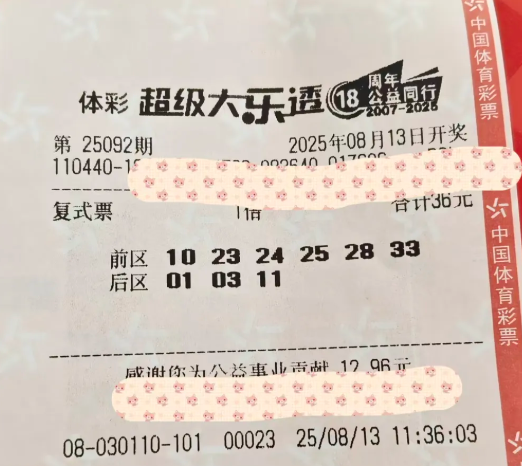 体彩 超级大乐透 18 周年 公益同行 2007-2025
第 25092期 2025年08月13日开奖
110440-1
复式票 1倍 合计36元
前区 10 23 24 25 28 33
后区 01 03 11
感谢您为公益事业贡献 12.96元
08-030110-101 00023 25/08/13 11:36:03
中国体育彩票
中国体育彩票